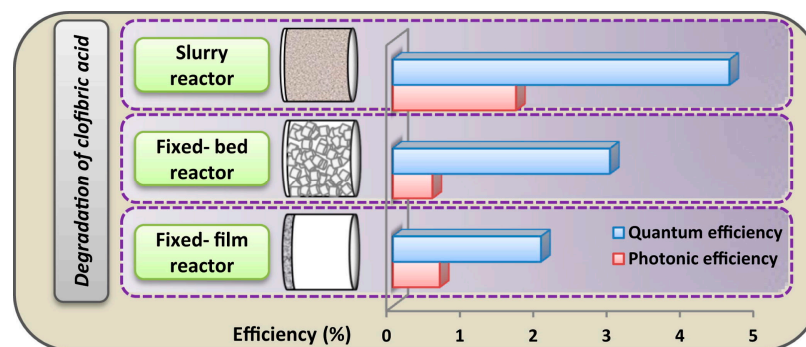 Degradation of clofibric acid
Slurry
reactor
Fixed- bed
reactor
Fixed- film
reactor
Quantum efficiency
Photonic efficiency
Efficiency (%)
0 1 2 3 4 5